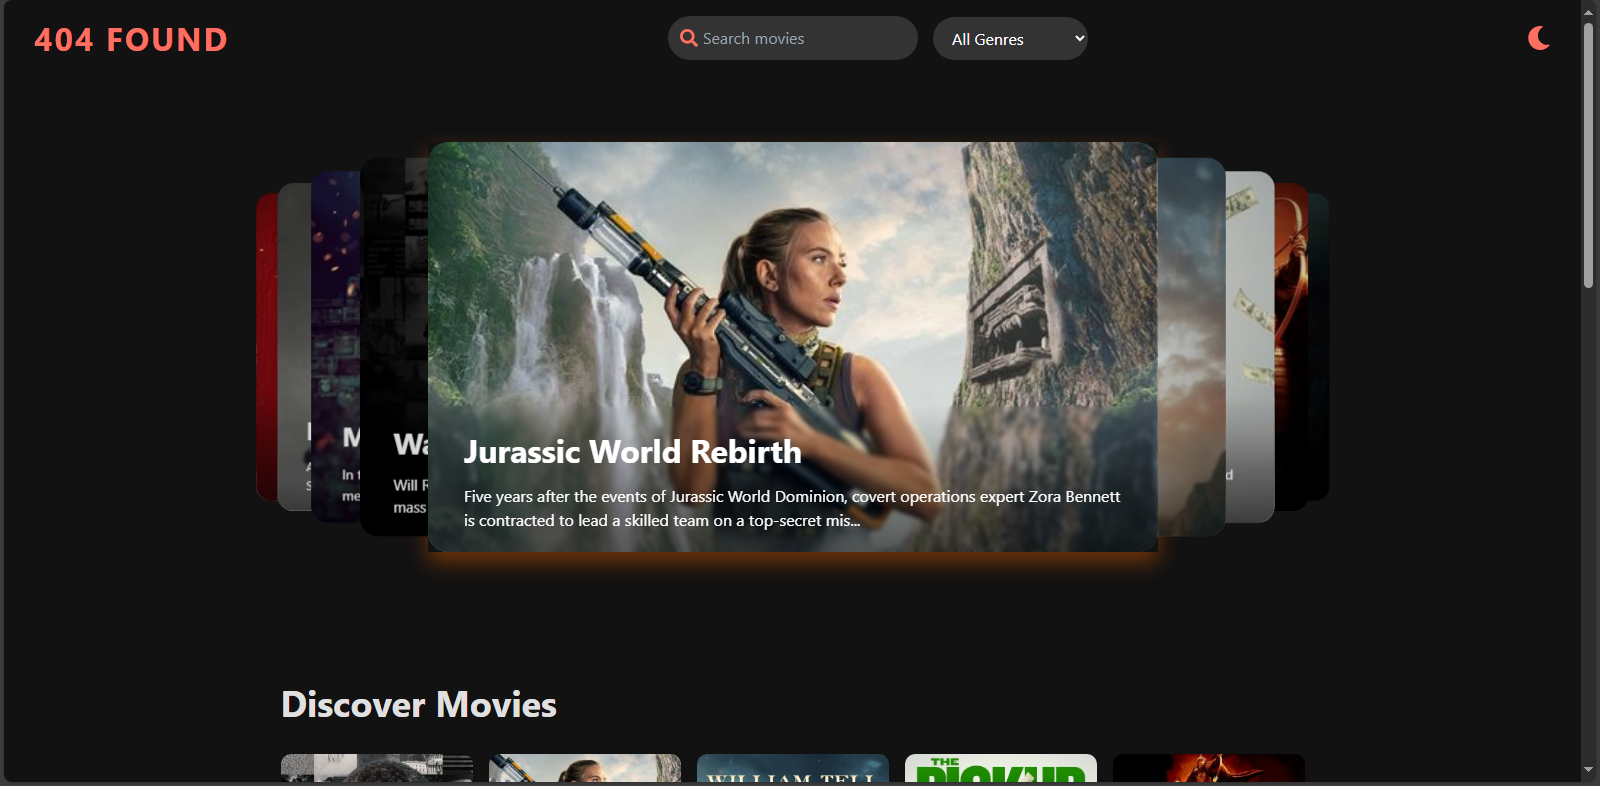 404 FOUND
Search movies
All Genres
M
In
me
Wa
Will R
mass
Jurassic World Rebirth
Five years after the events of Jurassic World Dominion, covert operations expert Zora Bennett
is contracted to lead a skilled team on a top-secret mis...
d
Discover Movies
WILLIAM TELL
THE
PICKUP